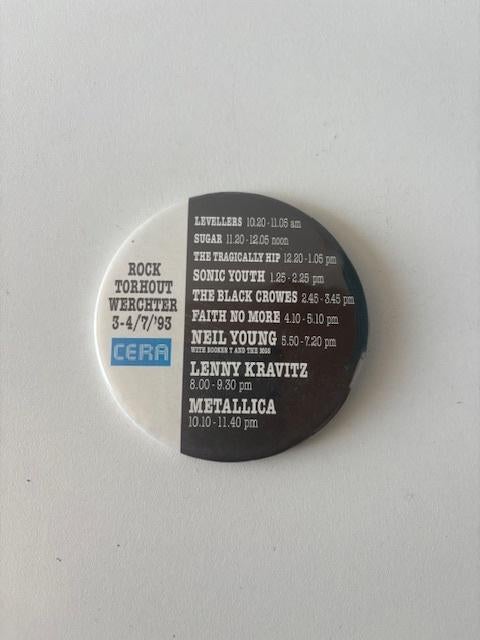 ROCK
TORHOUT
WERCHTER
3-4/7/'93
CERA
LEVELLERS 10.20-11.05 am
SUGAR 11.20-12.05 noon
THE TRAGICALLY HIP 12.20-1.05 pm
SONIC YOUTH 1.25-2.25 pm
THE BLACK CROWES 2.45-3.45 pm
FAITH NO MORE 4.10-5.10 pm
NEIL YOUNG 5.50-7.20 pm
WITH BOOKER T AND THE MGS
LENNY KRAVITZ
8.00-9.30 pm
METALLICA
10.10-11.40 pm